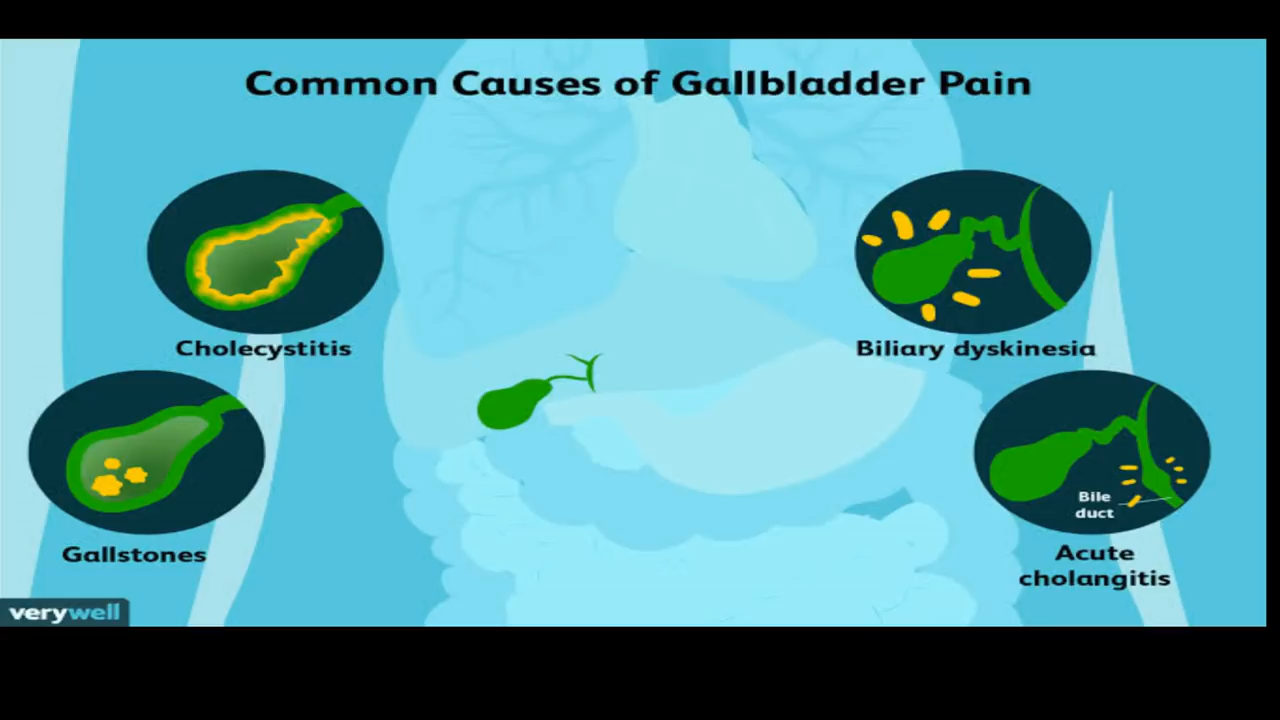 Common Causes of Gallbladder Pain
Cholecystitis
Biliary dyskinesia
Gallstones
Bile
duct
Acute
cholangitis
verywell